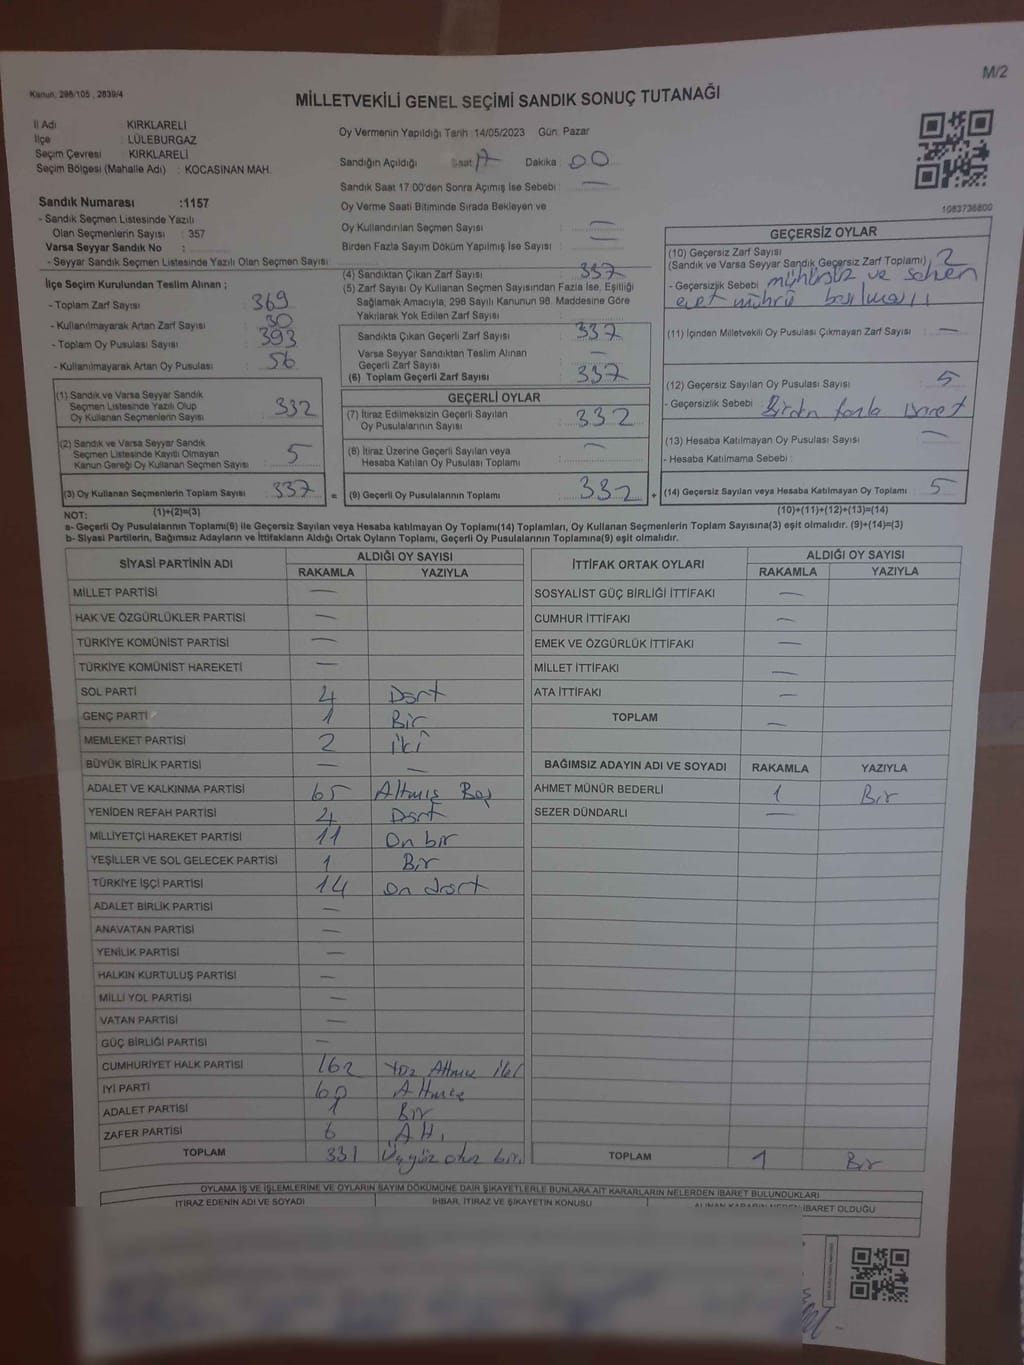 M/2
Kanun, 298/105 , 2839/4
MİLLETVEKİLİ GENEL SEÇİMİ SANDIK SONUÇ TUTANAĞI
İl Adı : KIRKLARELİ
İlçe : LÜLEBURGAZ
Seçim Çevresi : KIRKLARELİ
Seçim Bölgesi (Mahalle Adı) : KOCASİNAN MAH.
Sandık Numarası :1157
- Sandık Seçmen Listesinde Yazılı
Olan Seçmenlerin Sayısı : 357
Varsa Seyyar Sandık No :
- Seyyar Sandık Seçmen Listesinde Yazılı Olan Seçmen Sayısı :
Oy Vermenin Yapıldığı Tarih :14/05/2023 Gün: Pazar
Sandığın Açıldığı Saat 17 Dakika 00
Sandık Saat 17:00'den Sonra Açımış İse Sebebi : —
Oy Verme Saati Bitiminde Sırada Bekleyen ve
Oy Kullandırılan Seçmen Sayısı : —
Birden Fazla Sayım Döküm Yapılmış İse Sayısı : —
1083736800
İlçe Seçim Kurulundan Teslim Alınan ;
- Toplam Zarf Sayısı : 369
- Kullanılmayarak Artan Zarf Sayısı : 30
- Toplam Oy Pusulası Sayısı : 393
- Kullanılmayarak Artan Oy Pusulası : 56
(4) Sandıktan Çıkan Zarf Sayısı : 337
(5) Zarf Sayısı Oy Kullanan Seçmen Sayısından Fazla İse, Eşitliği
Sağlamak Amacıyla; 298 Sayılı Kanunun 98. Maddesine Göre
Yakılarak Yok Edilen Zarf Sayısı :
Sandıkta Çıkan Geçerli Zarf Sayısı : 337
Varsa Seyyar Sandıktan Teslim Alınan
Geçerli Zarf Sayısı : —
(6) Toplam Geçerli Zarf Sayısı : 337
GEÇERSİZ OYLAR
(10) Geçersiz Zarf Sayısı
(Sandık ve Varsa Seyyar Sandık Geçersiz Zarf Toplamı) 2
- Geçersizlik Sebebi : mühürsüz ve
evet mührü basılması
(11) İçinden Milletvekili Oy Pusulası Çıkmayan Zarf Sayısı : —
(12) Geçersiz Sayılan Oy Pusulası Sayısı : 5
- Geçersizlik Sebebi : Birden fazla işaret
(13) Hesaba Katılmayan Oy Pusulası Sayısı : —
- Hesaba Katılmama Sebebi :
(14) Geçersiz Sayılan veya Hesaba Katılmayan Oy Toplamı : 5
(10)+(11)+(12)+(13)=(14)
(1) Sandık ve Varsa Seyyar Sandık
Seçmen Listesinde Yazılı Olup
Oy Kullanan Seçmenlerin Sayısı : 332
(2) Sandık ve Varsa Seyyar Sandık
Seçmen Listesinde Kayıtlı Olmayan
Kanun Gereği Oy Kullanan Seçmen Sayısı : 5
(3) Oy Kullanan Seçmenlerin Toplam Sayısı : 337 =
(1)+(2)=(3)
GEÇERLİ OYLAR
(7) İtiraz Edilmeksizin Geçerli Sayılan
Oy Pusulalarının Sayısı : 332
(8) İtiraz Üzerine Geçerli Sayılan veya
Hesaba Katılan Oy Pusulası Toplamı : —
(9) Geçerli Oy Pusulalarının Toplamı : 332 +
NOT:
a- Geçerli Oy Pusulalarının Toplamı(9) ile Geçersiz Sayılan veya Hesaba katılmayan Oy Toplamı(14) Toplamları, Oy Kullanan Seçmenlerin Toplam Sayısına(3) eşit olmalıdır. (9)+(14)=(3)
b- Siyasi Partilerin, Bağımsız Adayların ve İttifakların Aldığı Ortak Oyların Toplamı, Geçerli Oy Pusulalarının Toplamına(9) eşit olmalıdır.
SİYASİ PARTİNİN ADI ALDIĞI OY SAYISI
RAKAMLA YAZIYLA
MİLLET PARTİSİ —
HAK VE ÖZGÜRLÜKLER PARTİSİ —
TÜRKİYE KOMÜNİST PARTİSİ —
TÜRKİYE KOMÜNİST HAREKETİ —
SOL PARTİ 4 Dört
GENÇ PARTİ 1 Bir
MEMLEKET PARTİSİ 2 iki
BÜYÜK BİRLİK PARTİSİ — —
ADALET VE KALKINMA PARTİSİ 65 Altmış Beş
YENİDEN REFAH PARTİSİ 4 Dört
MİLLİYETÇİ HAREKET PARTİSİ 11 On bir
YEŞİLLER VE SOL GELECEK PARTİSİ 1 Bir
TÜRKİYE İŞÇİ PARTİSİ 14 on dört
ADALET BİRLİK PARTİSİ —
ANAVATAN PARTİSİ —
YENİLİK PARTİSİ —
HALKIN KURTULUŞ PARTİSİ —
MİLLİ YOL PARTİSİ —
VATAN PARTİSİ —
GÜÇ BİRLİĞİ PARTİSİ —
CUMHURİYET HALK PARTİSİ 162 Yüz Altmış iki
İYİ PARTİ 60 Altmış
ADALET PARTİSİ 1 Bir
ZAFER PARTİSİ 6 Altı
TOPLAM 331 Üçyüz otuz bir
İTTİFAK ORTAK OYLARI ALDIĞI OY SAYISI
RAKAMLA YAZIYLA
SOSYALİST GÜÇ BİRLİĞİ İTTİFAKI —
CUMHUR İTTİFAKI —
EMEK VE ÖZGÜRLÜK İTTİFAKI —
MİLLET İTTİFAKI —
ATA İTTİFAKI —
TOPLAM —
BAĞIMSIZ ADAYIN ADI VE SOYADI RAKAMLA YAZIYLA
AHMET MÜNÜR BEDERLİ 1 Bir
SEZER DÜNDARLI —
TOPLAM 1 Bir
OYLAMA İŞ VE İŞLEMLERİNE VE OYLARIN SAYIM DÖKÜMÜNE DAİR ŞİKAYETLERLE BUNLARA AİT KARARLARIN NELERDEN İBARET BULUNDUKLARI
İTİRAZ EDENİN ADI VE SOYADI İHBAR, İTİRAZ VE ŞİKAYETİN KONUSU ALINAN KARARIN NEDEN İBARET OLDUĞU